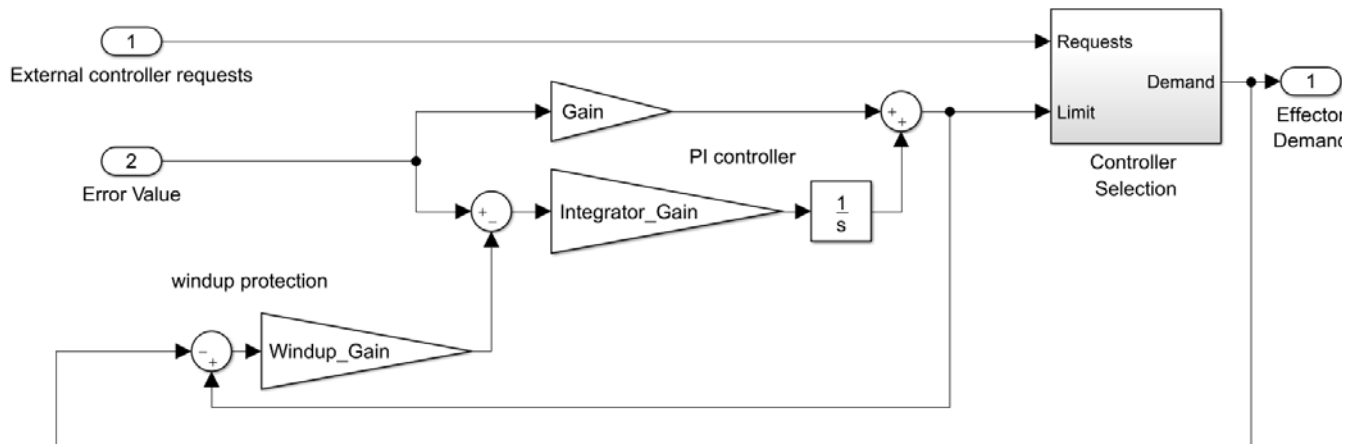 1
External controller requests
Requests
Demand
Limit
1
Effector
Demand
Controller
Selection
Gain
2
Error Value
PI controller
+
+
+
−
Integrator_Gain
1
s
windup protection
−
+
Windup_Gain